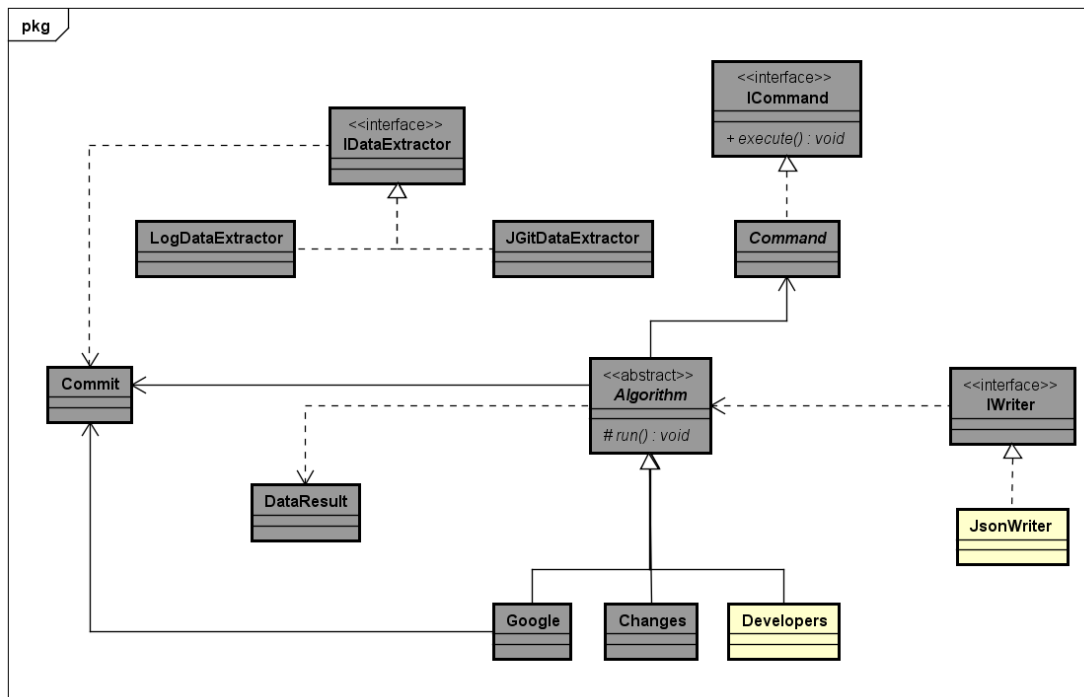 pkg
<<interface>>
ICommand
+ execute() : void
<<interface>>
IDataExtractor
LogDataExtractor
JGitDataExtractor
Command
Commit
<<abstract>>
Algorithm
# run() : void
<<interface>>
IWriter
DataResult
JsonWriter
Google
Changes
Developers